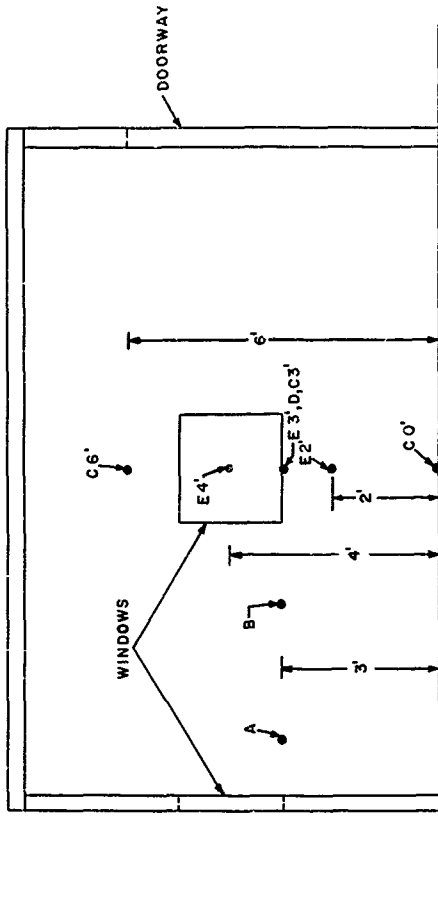 DOORWAY
WINDOWS
C6'
E4'
E3',D,C3'
E2'
C0'
B
A
6'
4'
3'
2'